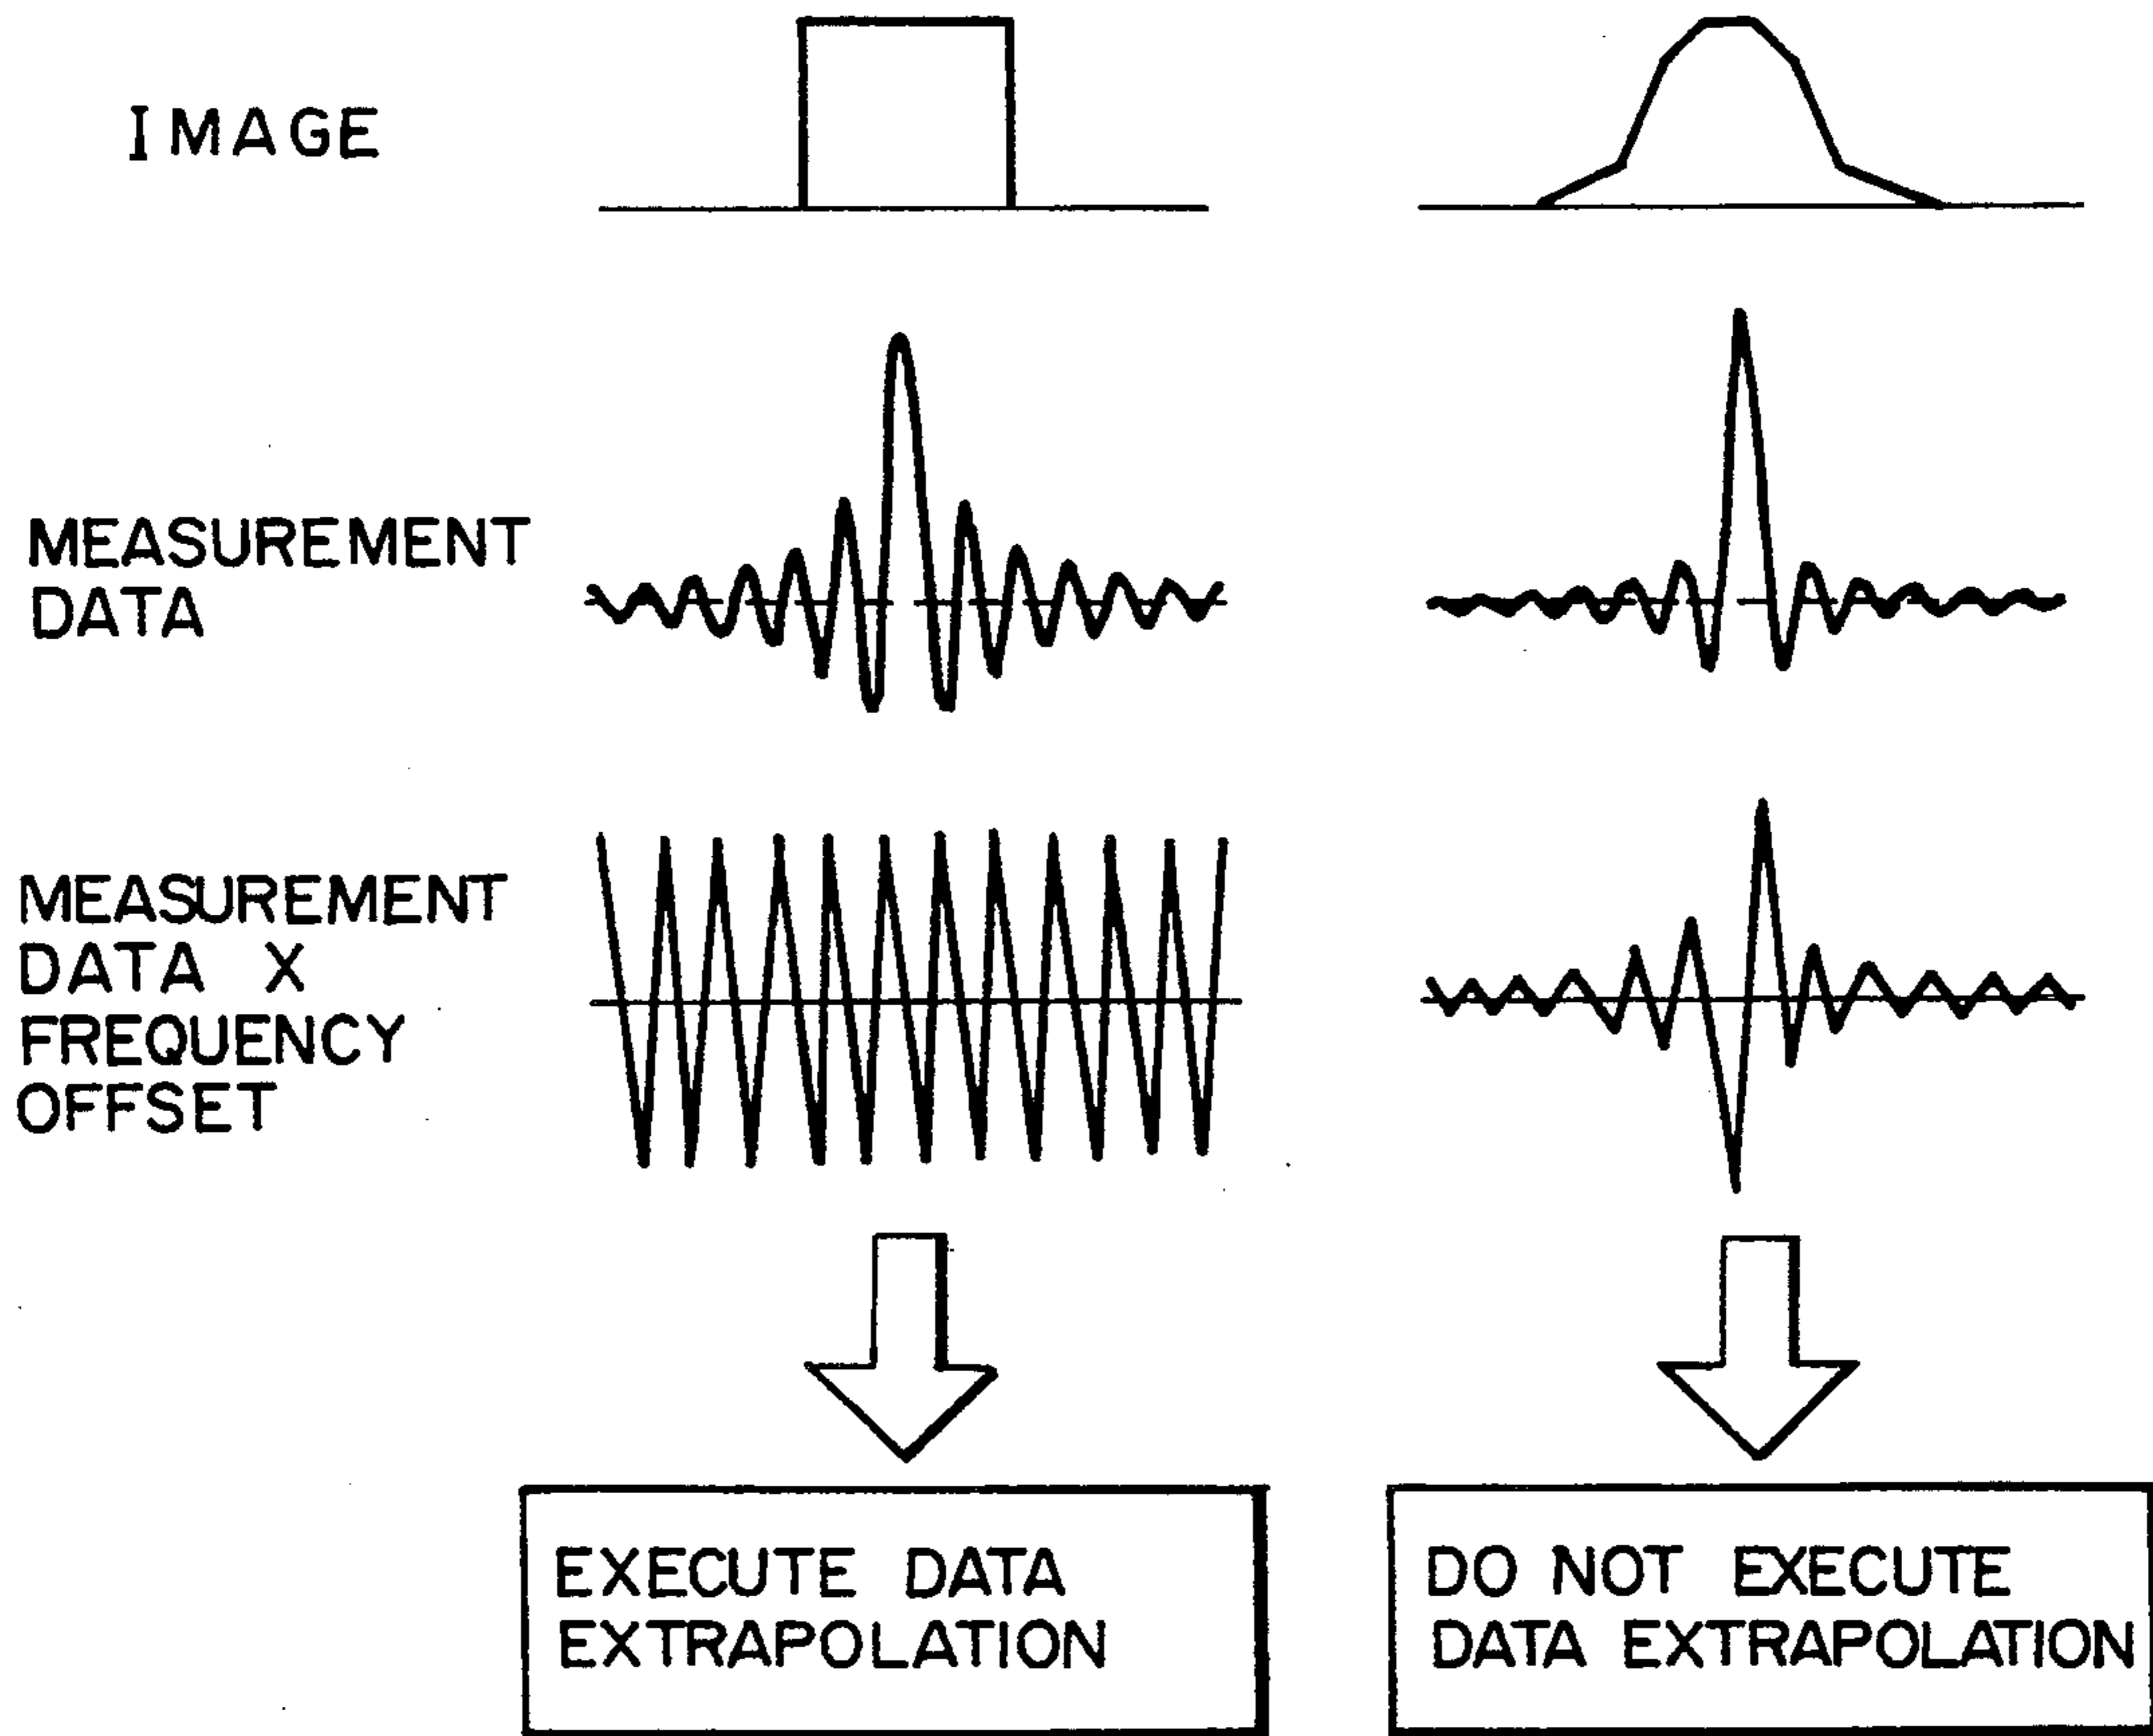 IMAGE
MEASUREMENT
DATA
MEASUREMENT
DATA X
FREQUENCY
OFFSET
EXECUTE DATA
EXTRAPOLATION
DO NOT EXECUTE
DATA EXTRAPOLATION